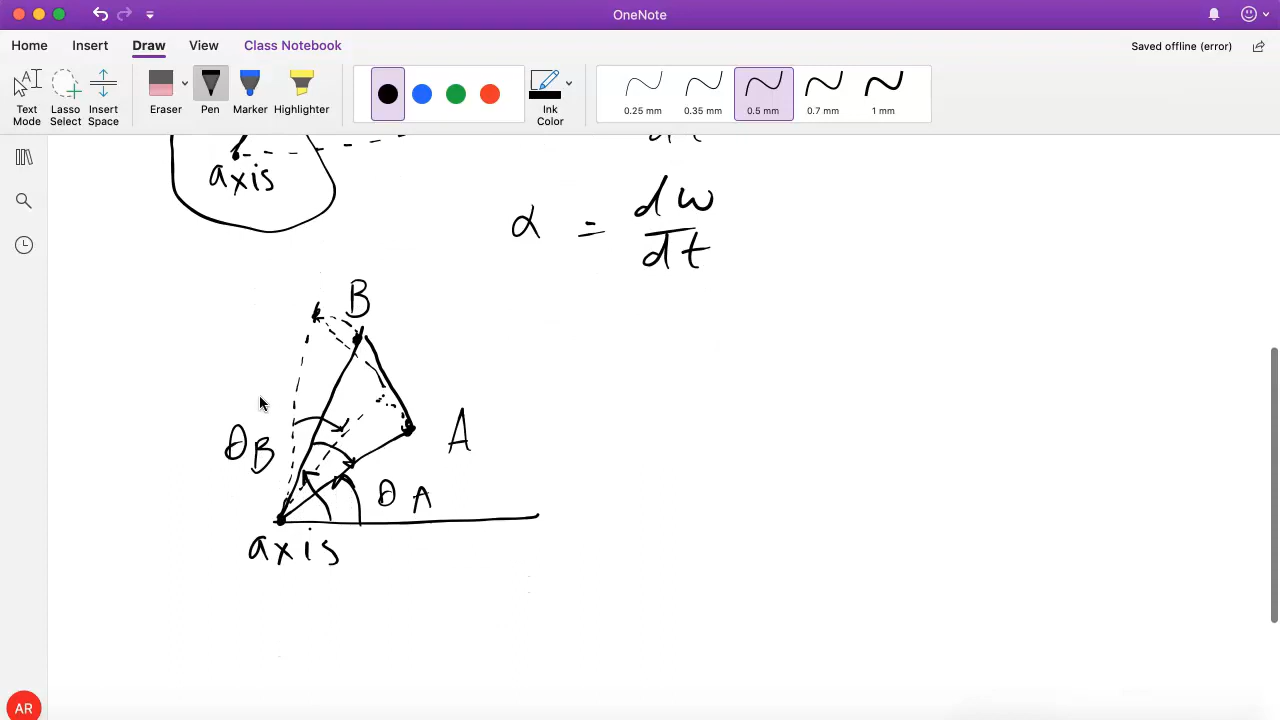 OneNote
Home Insert Draw View Class Notebook
Saved offline (error)
Text Mode
Lasso Select
Insert Space
Eraser
Pen
Marker
Highlighter
Ink Color
0.25 mm
0.35 mm
0.5 mm
0.7 mm
1 mm
axis
α = dω/dt
B
A
θB
θA
axis
AR